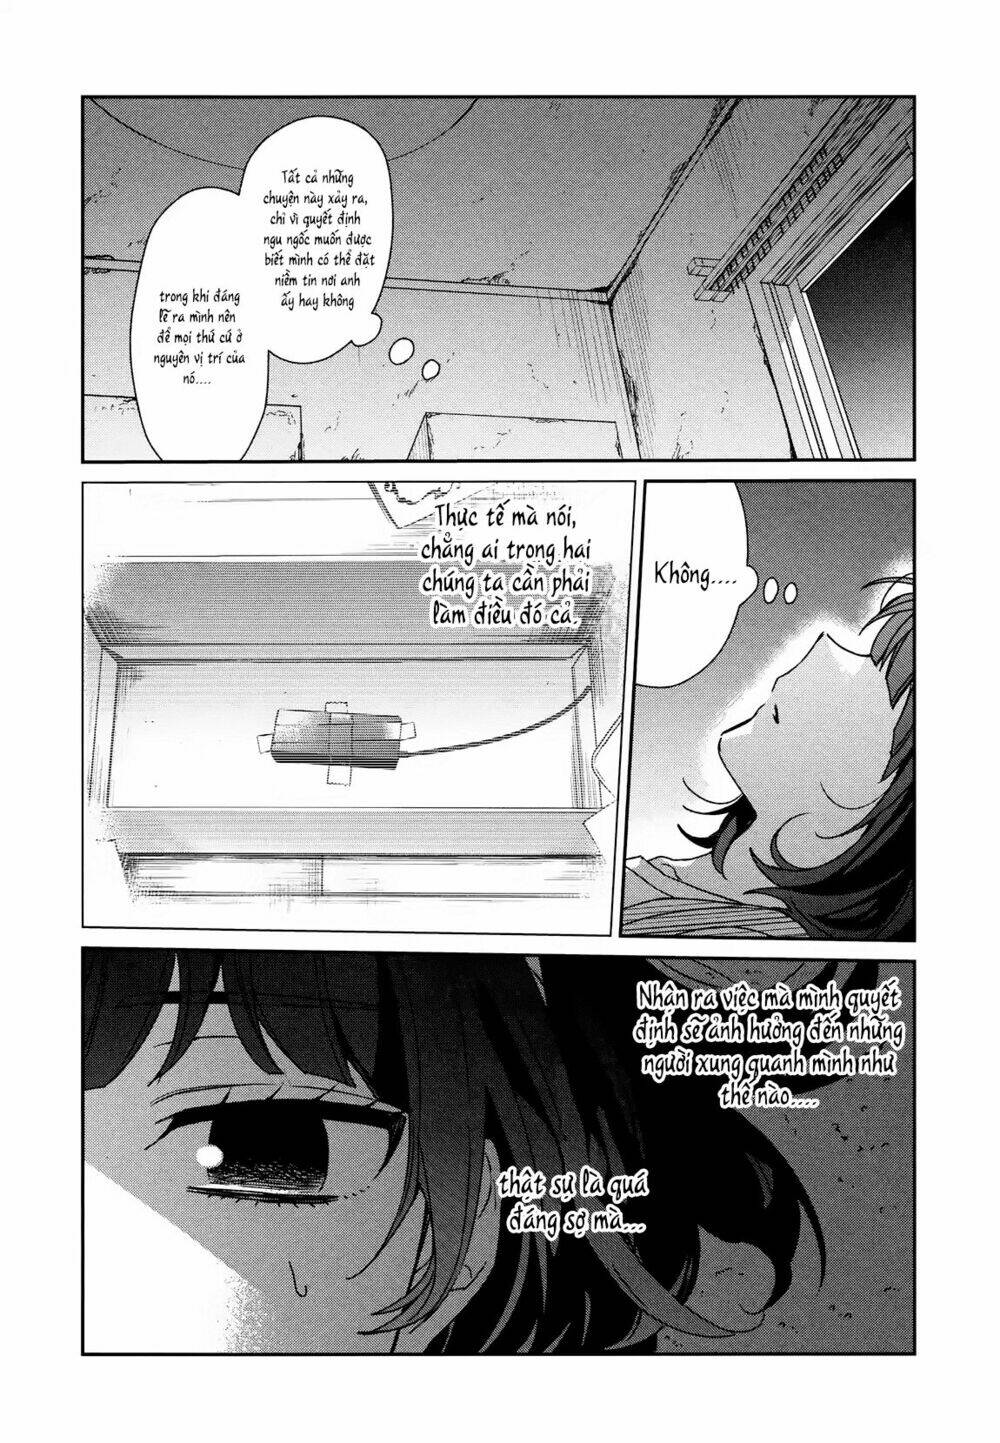 Tất cả những
chuyện này xảy ra,
chỉ vì quyết định
ngu ngốc muốn được
biết mình có thể đặt
niềm tin nơi anh
ấy hay không
trong khi đáng
lẽ ra mình nên
để mọi thứ cứ ở
nguyên vị trí của
nó....
Không....
Thực tế mà nói,
chẳng ai trong hai
chúng ta cần phải
làm điều đó cả.
Nhận ra việc mà mình quyết
định sẽ ảnh hưởng đến những
người xung quanh mình như
thế nào....
thật sự là quá
đáng sợ mà...